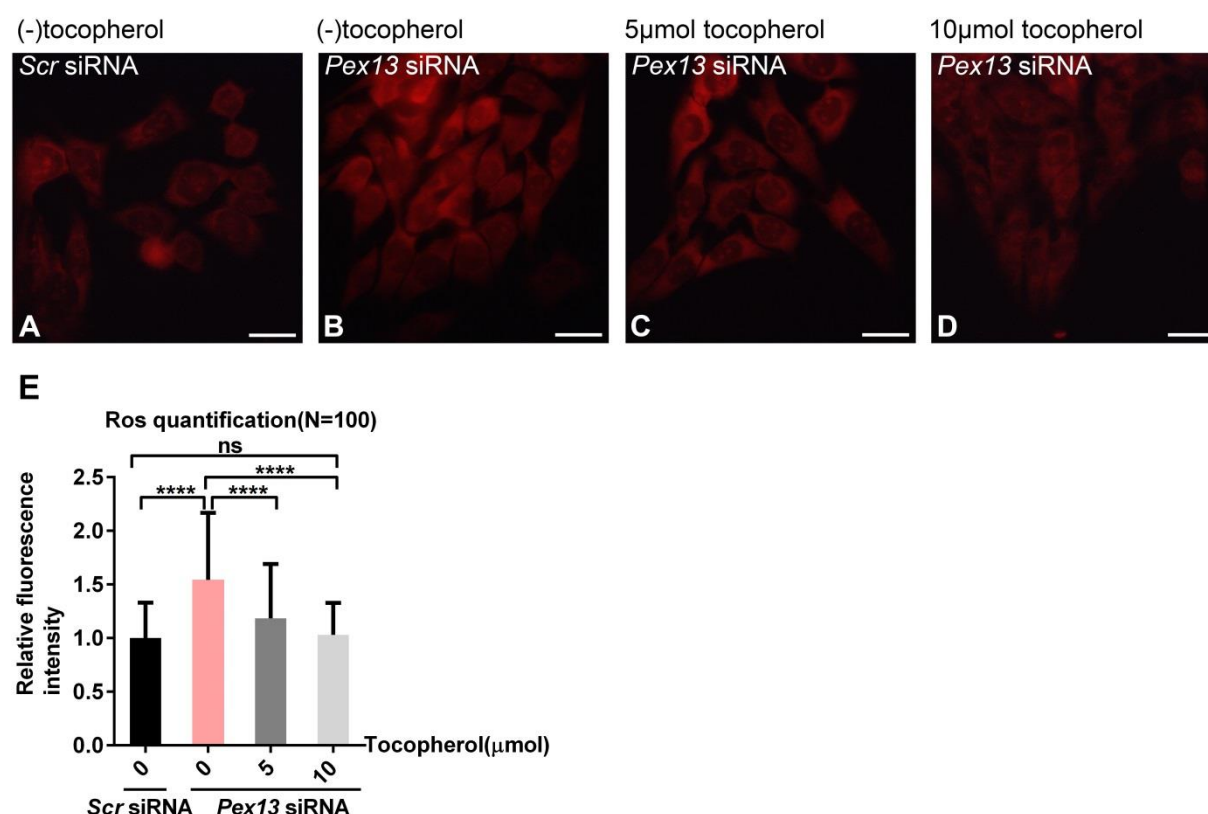 (-)tocopherol
Scr siRNA
A
(-)tocopherol
Pex13 siRNA
B
5μmol tocopherol
Pex13 siRNA
C
10μmol tocopherol
Pex13 siRNA
D
E
Ros quantification(N=100)
ns
****
**** ****
Relative fluorescence
intensity
2.5
2.0
1.5
1.0
0.5
0.0
0 0 5 10
Tocopherol(μmol)
Scr siRNA Pex13 siRNA